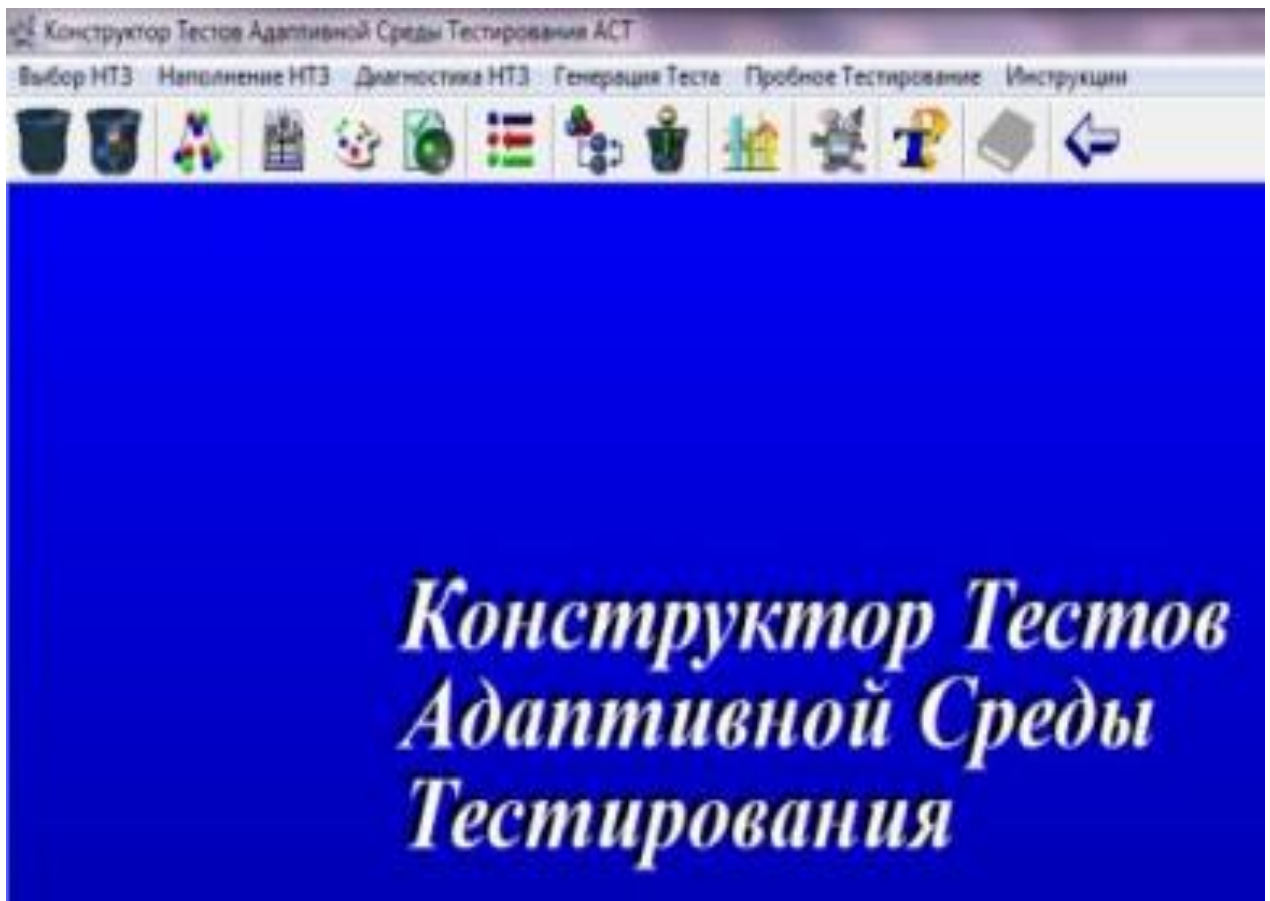 Конструктор Тестов Адаптивной Среды Тестирования АСТ
Выбор НТЗ Наполнение НТЗ Диагностика НТЗ Генерация Теста Пробное Тестирование Инструкции
Конструктор Тестов
Адаптивной Среды
Тестирования